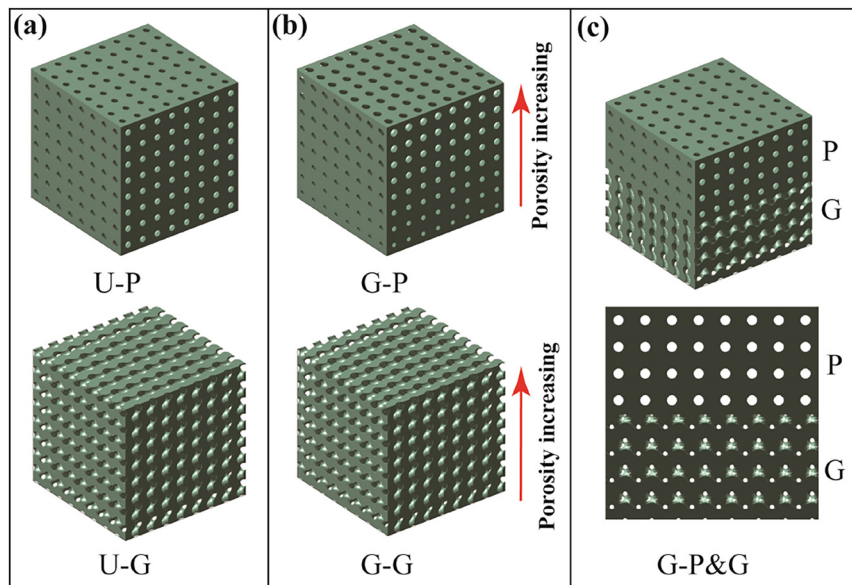 (a)
U-P
U-G
(b)
Porosity increasing
G-P
Porosity increasing
G-G
(c)
P
G
P
G
G-P&G